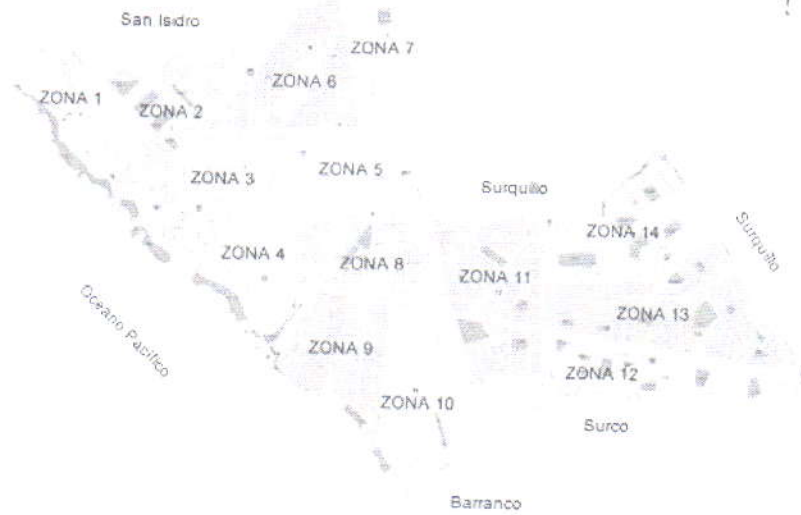 San Isidro
ZONA 7
ZONA 6
ZONA 1
ZONA 2
ZONA 5
ZONA 3
Surquillo
ZONA 14
Surquillo
ZONA 4
ZONA 8
ZONA 11
Oceano Pacifico
ZONA 13
ZONA 9
ZONA 12
ZONA 10
Surco
Barranco